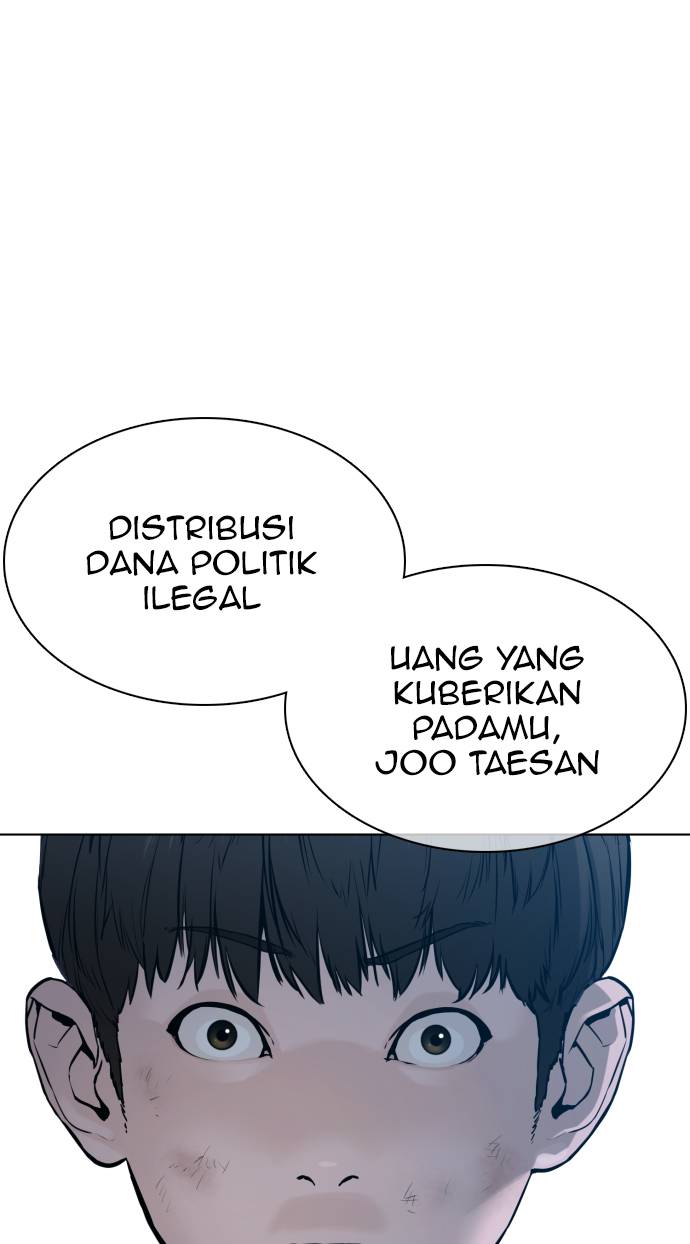 DISTRIBUSI
DANA POLITIK
ILEGAL
UANG YANG
KUBERIKAN
PADAMU,
JOO TAESAN